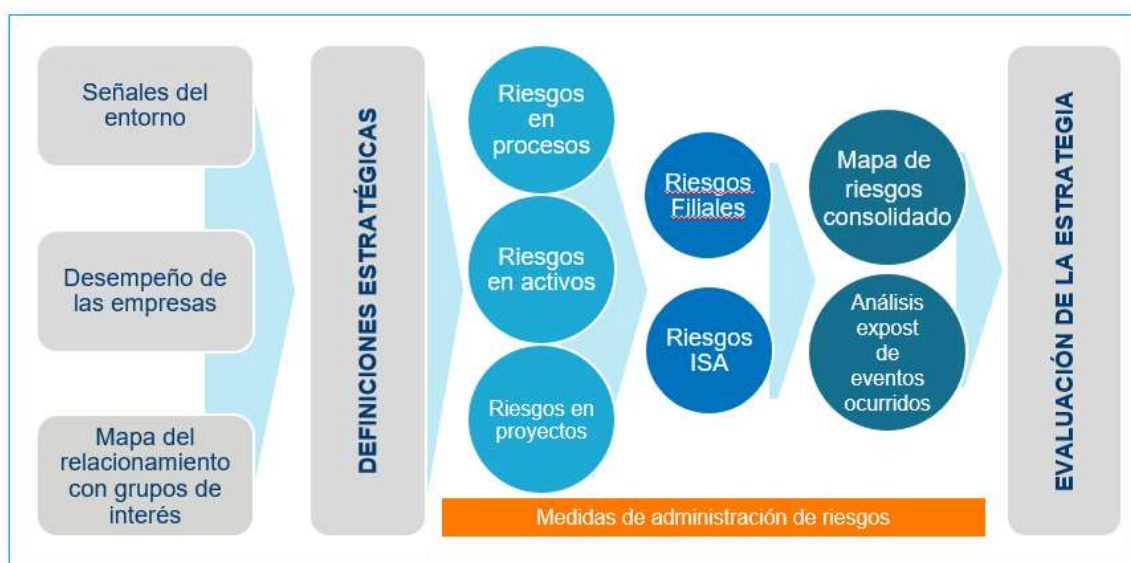 Señales del
entorno
Desempeño de
las empresas
Mapa del
relacionamiento
con grupos de
interés
DEFINICIONES ESTRATÉGICAS
Riesgos
en
procesos
Riesgos
en activos
Riesgos en
proyectos
Riesgos
Filiales
Riesgos
ISA
Mapa de
riesgos
consolidado
Análisis
expost
de
eventos
ocurridos
Medidas de administración de riesgos
EVALUACIÓN DE LA ESTRATEGIA